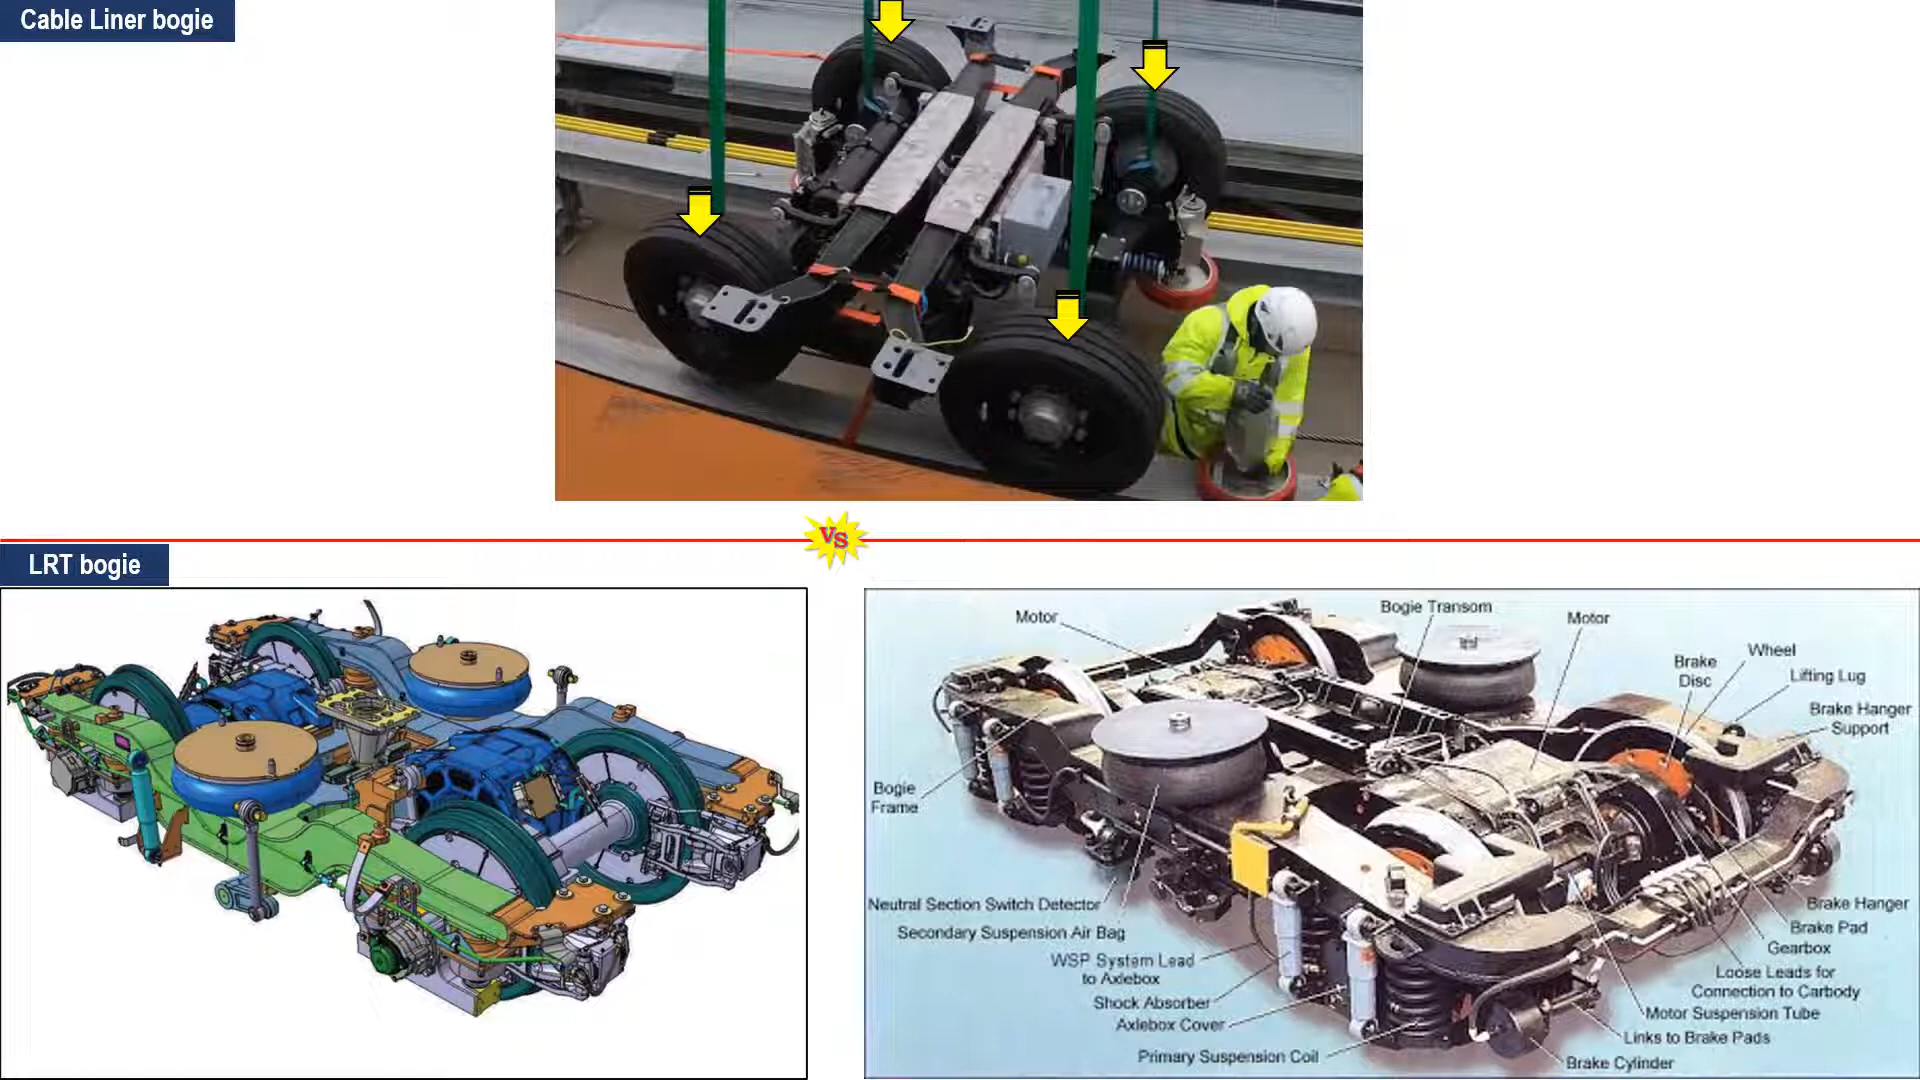 Cable Liner bogie
VS
LRT bogie
Motor
Bogie Transom
Motor
Wheel
Brake
Disc
Lifting Lug
Brake Hanger
Support
Bogie
Frame
Neutral Section Switch Detector
Secondary Suspension Air Bag
WSP System Lead
to Axlebox
Shock Absorber
Axlebox Cover
Primary Suspension Coil
Brake Hanger
Brake Pad
Gearbox
Loose Leads for
Connection to Carbody
Motor Suspension Tube
Links to Brake Pads
Brake Cylinder